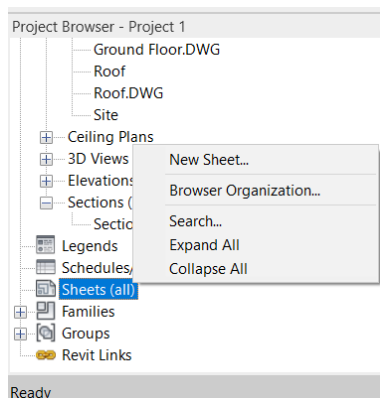 Project Browser - Project 1
Ground Floor.DWG
Roof
Roof.DWG
Site
Ceiling Plans
3D Views
Elevations
Sections (
Sectio
New Sheet...
Browser Organization...
Search...
Expand All
Collapse All
Legends
Schedules/
Sheets (all)
Families
Groups
Revit Links
Ready